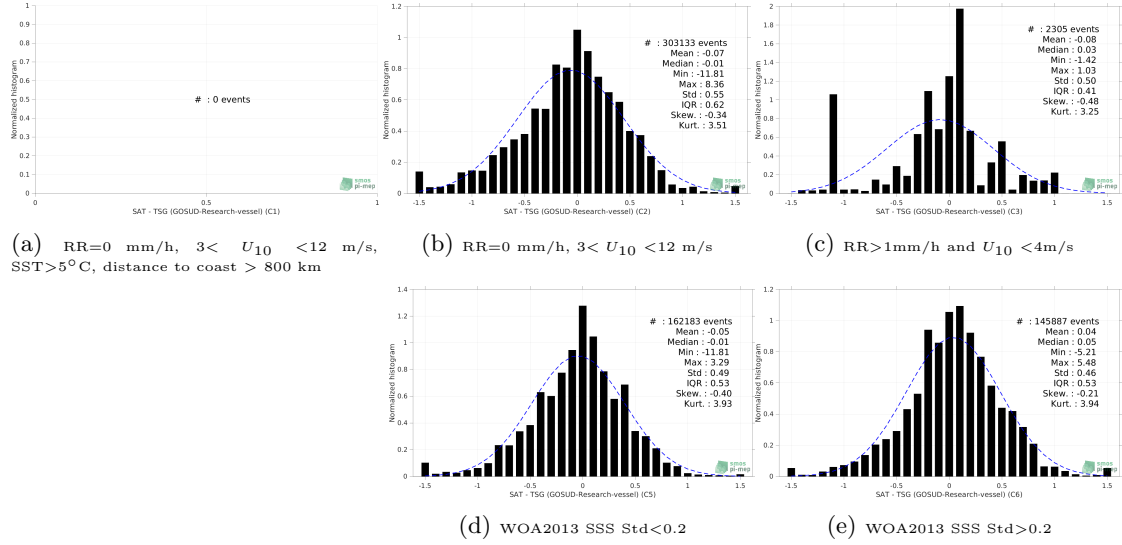 Normalized histogram
1
0.9
0.8
0.7
0.6
0.5
0.4
0.3
0.2
0.1
0
# : 0 events
smos
pi-mep
0 0.5 1
SAT - TSG (GOSUD-Research-vessel) (C1)
(a) RR=0 mm/h, 3< U10 <12 m/s,
SST>5°C, distance to coast > 800 km
Normalized histogram
1.2
1
0.8
0.6
0.4
0.2
0
# : 303133 events
Mean : -0.07
Median : -0.01
Min : -11.81
Max : 8.36
Std : 0.55
IQR : 0.62
Skew. : -0.34
Kurt. : 3.51
smos
pi-mep
-1.5 -1 -0.5 0 0.5 1 1.5
SAT - TSG (GOSUD-Research-vessel) (C2)
(b) RR=0 mm/h, 3< U10 <12 m/s
Normalized histogram
2
1.8
1.6
1.4
1.2
1
0.8
0.6
0.4
0.2
0
# : 2305 events
Mean : -0.08
Median : 0.03
Min : -1.42
Max : 1.03
Std : 0.50
IQR : 0.41
Skew. : -0.48
Kurt. : 3.25
smos
pi-mep
-1.5 -1 -0.5 0 0.5 1 1.5
SAT - TSG (GOSUD-Research-vessel) (C3)
(c) RR>1mm/h and U10 <4m/s
Normalized histogram
1.4
1.2
1
0.8
0.6
0.4
0.2
0
# : 162183 events
Mean : -0.05
Median : -0.01
Min : -11.81
Max : 3.29
Std : 0.49
IQR : 0.53
Skew. : -0.40
Kurt. : 3.93
smos
pi-mep
-1.5 -1 -0.5 0 0.5 1 1.5
SAT - TSG (GOSUD-Research-vessel) (C5)
(d) WOA2013 SSS Std<0.2
Normalized histogram
1.2
1
0.8
0.6
0.4
0.2
0
# : 145887 events
Mean : 0.04
Median : 0.05
Min : -5.21
Max : 5.48
Std : 0.46
IQR : 0.53
Skew. : -0.21
Kurt. : 3.94
smos
pi-mep
-1.5 -1 -0.5 0 0.5 1 1.5
SAT - TSG (GOSUD-Research-vessel) (C6)
(e) WOA2013 SSS Std>0.2